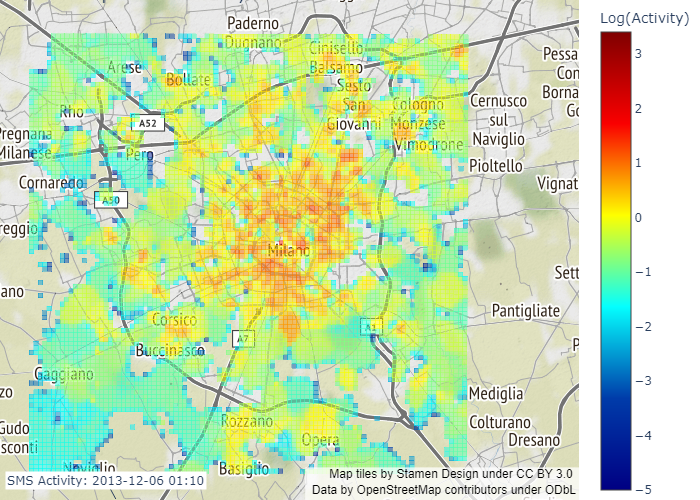 Log(Activity)
3
2
1
0
−1
−2
−3
−4
−5
Paderno
Dugnano
Cinisello
Balsamo
Arese
Bollate
Sesto
San
Giovanni
Cologno
Monzese
Vimodrone
Cernusco
sul
Naviglio
Pioltello
Pessa
Con
Borna
Go
Rho
A52
Pero
Pregnana
Milanese
Cornaredo
A50
Vignat
reggio
Milano
Sett
ano
Pantigliate
Corsico
A7
A1
Buccinasco
P
Gaggiano
zo
Mediglia
Rozzano
Colturano
Gudo
sconti
Opera
Dresano
Naviglio
Basiglio
SMS Activity: 2013-12-06 01:10
Map tiles by Stamen Design under CC BY 3.0
Data by OpenStreetMap contributors under ODbL